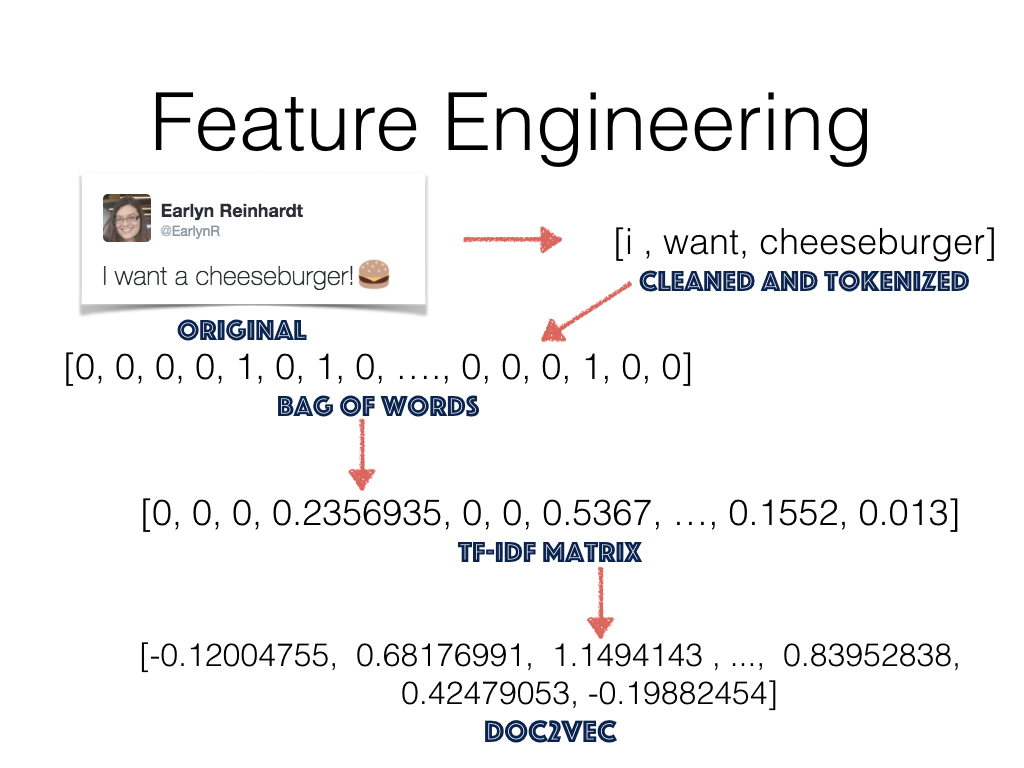 Feature Engineering
Earlyn Reinhardt
@EarlynR
I want a cheeseburger!🍔
ORIGINAL
[i , want, cheeseburger]
CLEANED AND TOKENIZED
[0, 0, 0, 0, 1, 0, 1, 0, …., 0, 0, 0, 1, 0, 0]
BAG OF WORDS
[0, 0, 0, 0.2356935, 0, 0, 0.5367, …, 0.1552, 0.013]
TF-IDF MATRIX
[-0.12004755, 0.68176991, 1.1494143 , ..., 0.83952838,
0.42479053, -0.19882454]
DOC2VEC